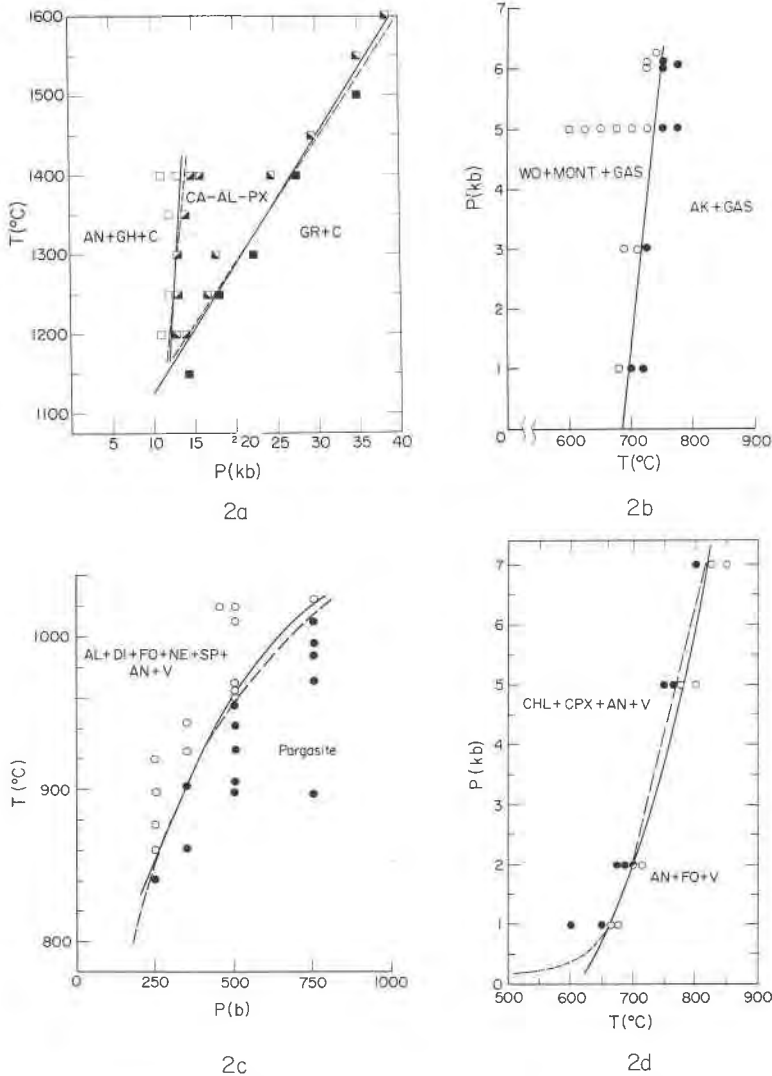 1600
1500
1400
1300
1200
1100
T(°C)
AN+GH+C
CA-AL-PX
GR+C
5 10 15 2 25 30 35 40
P(kb)
2a
7
6
5
4
3
2
1
0
P(kb)
WO+MONT.+GAS
AK+GAS
600 700 800 900
T(°C)
2b
1000
900
800
T(°C)
AL+DI+FO+NE+SP+
AN+V
Pargasite
0 250 500 750 1000
P(b)
2c
7
6
5
4
3
2
1
0
P(kb)
CHL+CPX+AN+V
AN+FO+V
500 600 700 800 900
T(°C)
2d